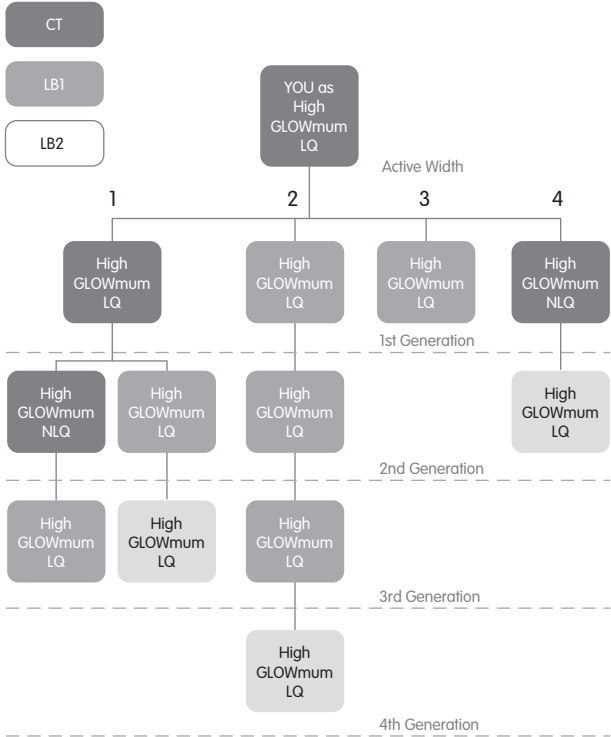 CT
LB1
LB2
YOU as
High
GLOWmum
LQ
Active Width
1
2
3
4
High
GLOWmum
LQ
High
GLOWmum
LQ
High
GLOWmum
LQ
High
GLOWmum
NLQ
1st Generation
High
GLOWmum
NLQ
High
GLOWmum
LQ
High
GLOWmum
LQ
High
GLOWmum
LQ
2nd Generation
High
GLOWmum
LQ
High
GLOWmum
LQ
High
GLOWmum
LQ
3rd Generation
High
GLOWmum
LQ
4th Generation